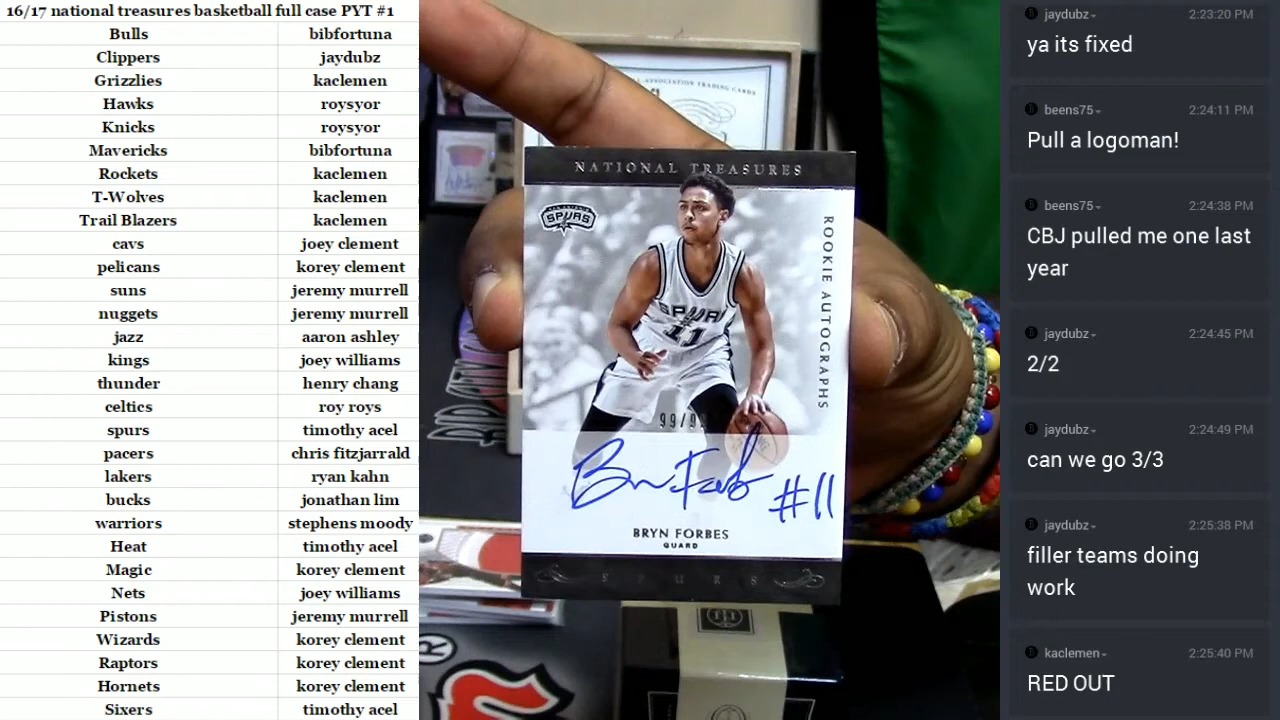 16/17 national treasures basketball full case PYT #1
Bulls bibfortuna
Clippers jaydubz
Grizzlies kaclemen
Hawks roysyor
Knicks roysyor
Mavericks bibfortuna
Rockets kaclemen
T-Wolves kaclemen
Trail Blazers kaclemen
cavs joey clement
pelicans korey clement
suns jeremy murrell
nuggets jeremy murrell
jazz aaron ashley
kings joey williams
thunder henry chang
celtics roy roys
spurs timothy acel
pacers chris fitzjarrald
lakers ryan kahn
bucks jonathan lim
warriors stephens moody
Heat timothy acel
Magic korey clement
Nets joey williams
Pistons jeremy murrell
Wizards korey clement
Raptors korey clement
Hornets korey clement
Sixers timothy acel
ASSOCIATION TRADING CARDS
NATIONAL TREASURES
SPURS
ROOKIE AUTOGRAPHS
SPURS
11
99/99
#11
BRYN FORBES
GUARD
SPURS
jaydubz 2:23:20 PM
ya its fixed
beens75 2:24:11 PM
Pull a logoman!
beens75 2:24:38 PM
CBJ pulled me one last
year
jaydubz 2:24:45 PM
2/2
jaydubz 2:24:49 PM
can we go 3/3
jaydubz 2:25:38 PM
filler teams doing
work
kaclemen 2:25:40 PM
RED OUT